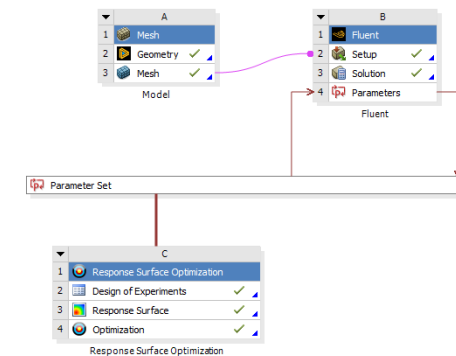 A
1 Mesh
2 Geometry
3 Mesh
Model
B
1 Fluent
2 Setup
3 Solution
4 Parameters
Fluent
Parameter Set
C
1 Response Surface Optimization
2 Design of Experiments
3 Response Surface
4 Optimization
Response Surface Optimization